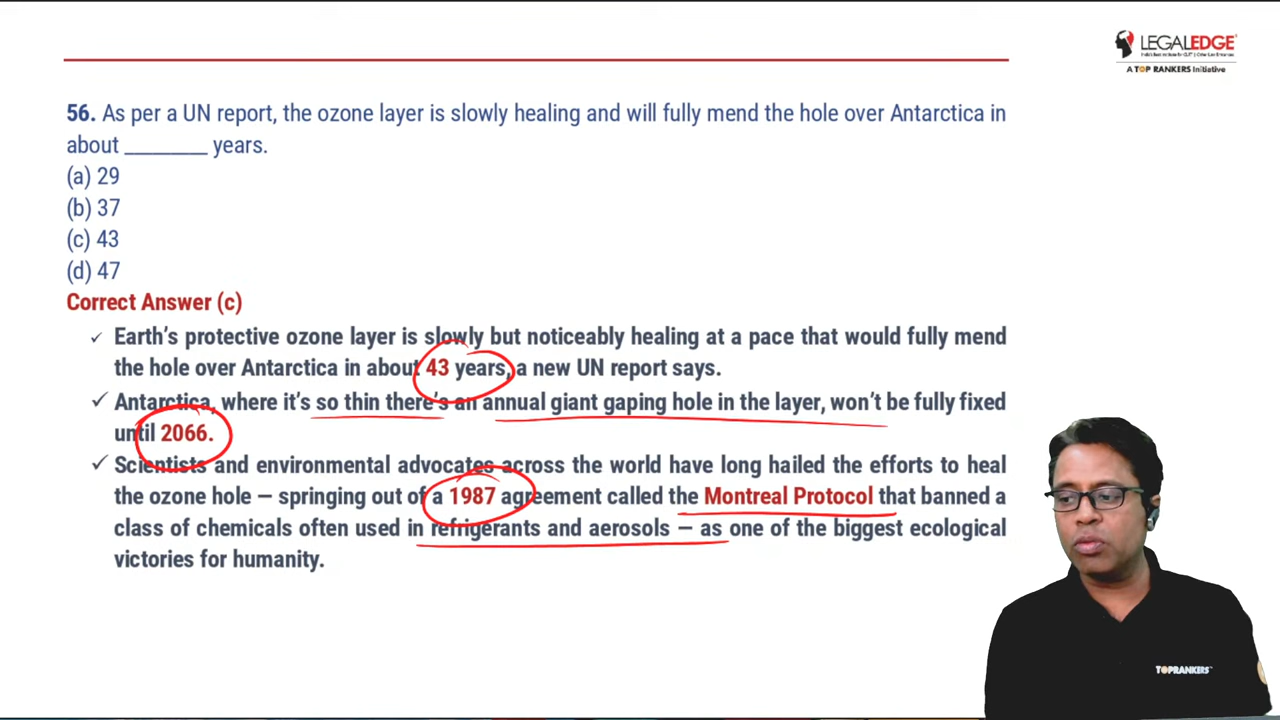 LEGALEDGE
A TOP RANKERS Initiative
56. As per a UN report, the ozone layer is slowly healing and will fully mend the hole over Antarctica in
about ________ years.
(a) 29
(b) 37
(c) 43
(d) 47
Correct Answer (c)
✓ Earth's protective ozone layer is slowly but noticeably healing at a pace that would fully mend
the hole over Antarctica in about 43 years, a new UN report says.
✓ Antarctica, where it's so thin there's an annual giant gaping hole in the layer, won't be fully fixed
until 2066.
✓ Scientists and environmental advocates across the world have long hailed the efforts to heal
the ozone hole — springing out of a 1987 agreement called the Montreal Protocol that banned a
class of chemicals often used in refrigerants and aerosols — as one of the biggest ecological
victories for humanity.
TOPRANKERS